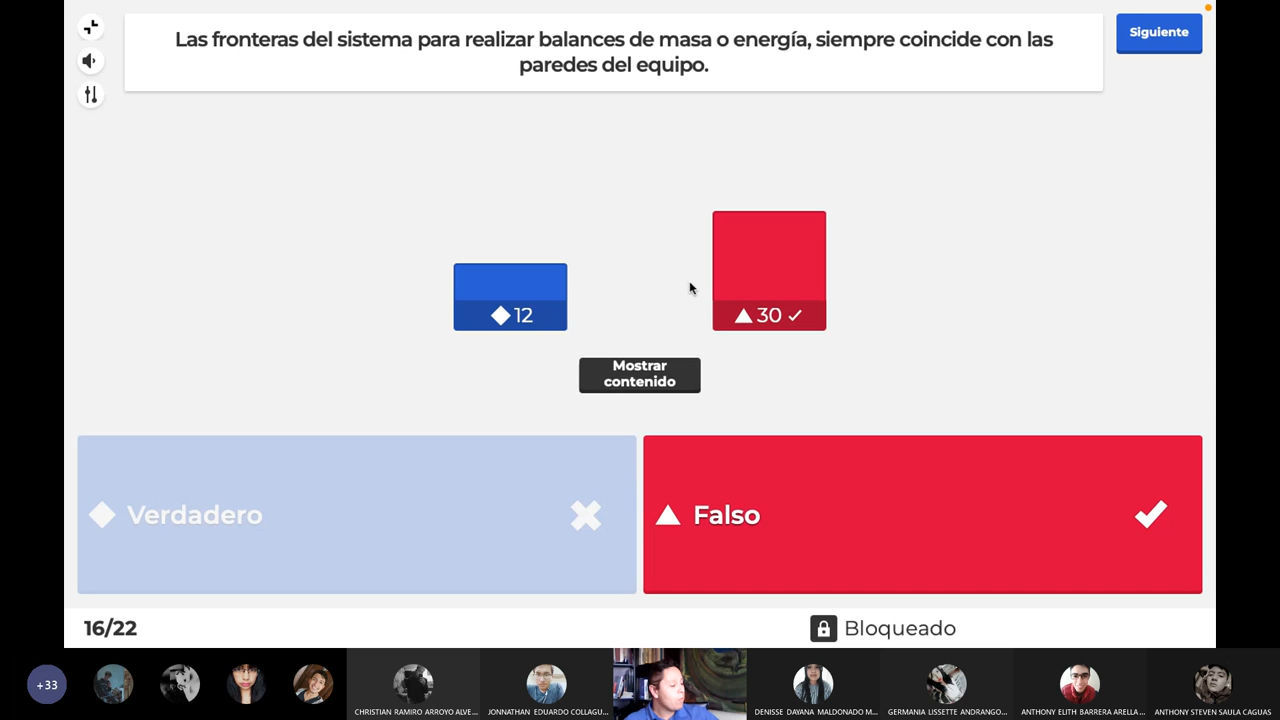 Las fronteras del sistema para realizar balances de masa o energía, siempre coincide con las
paredes del equipo.
Siguiente
12
30
Mostrar
contenido
Verdadero
Falso
16/22
Bloqueado
+33
CHRISTIAN RAMIRO ARROYO ALVE...
JONNATHAN EDUARDO COLLAGU...
DENISSE DAYANA MALDONADO M...
GERMANIA LISSETTE ANDRANGO...
ANTHONY ELITH BARRERA ARELLA ...
ANTHONY STEVEN SAULA CAGUAS